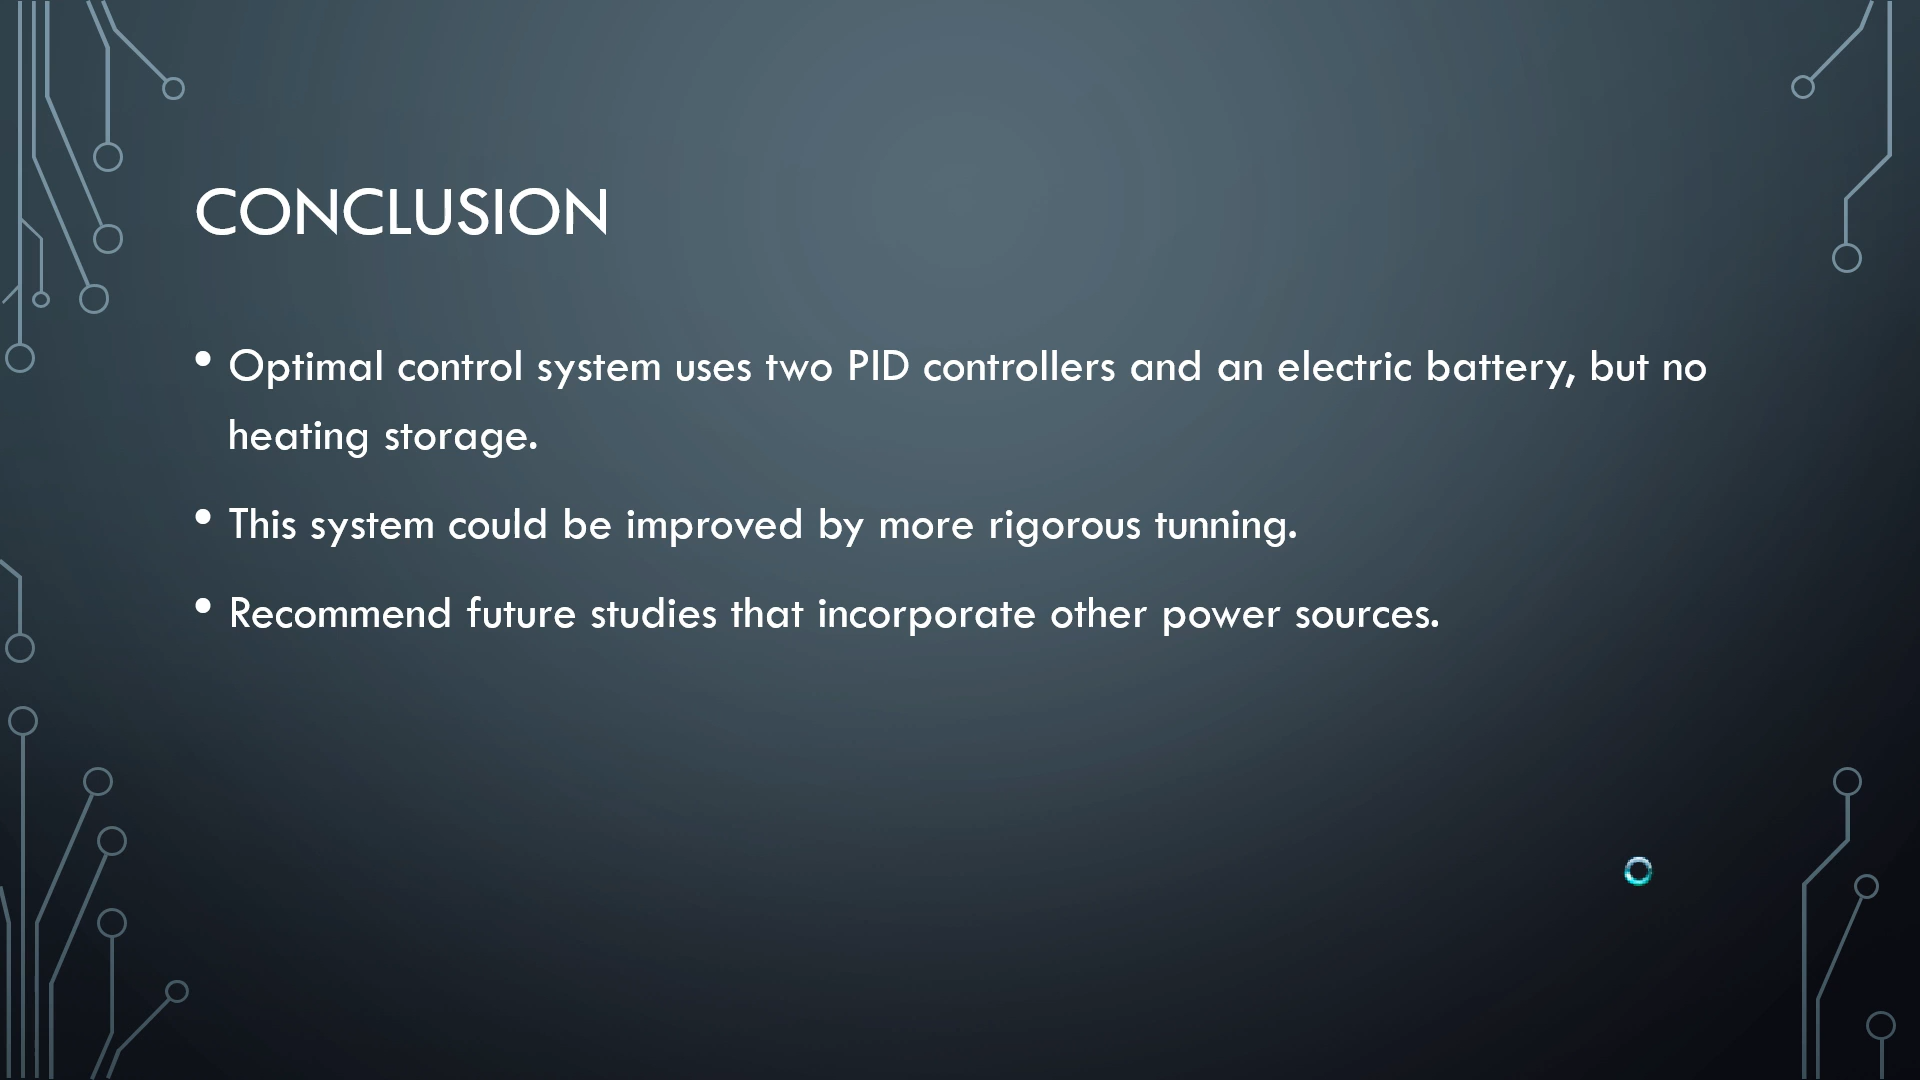 CONCLUSION
• Optimal control system uses two PID controllers and an electric battery, but no
heating storage.
• This system could be improved by more rigorous tunning.
• Recommend future studies that incorporate other power sources.